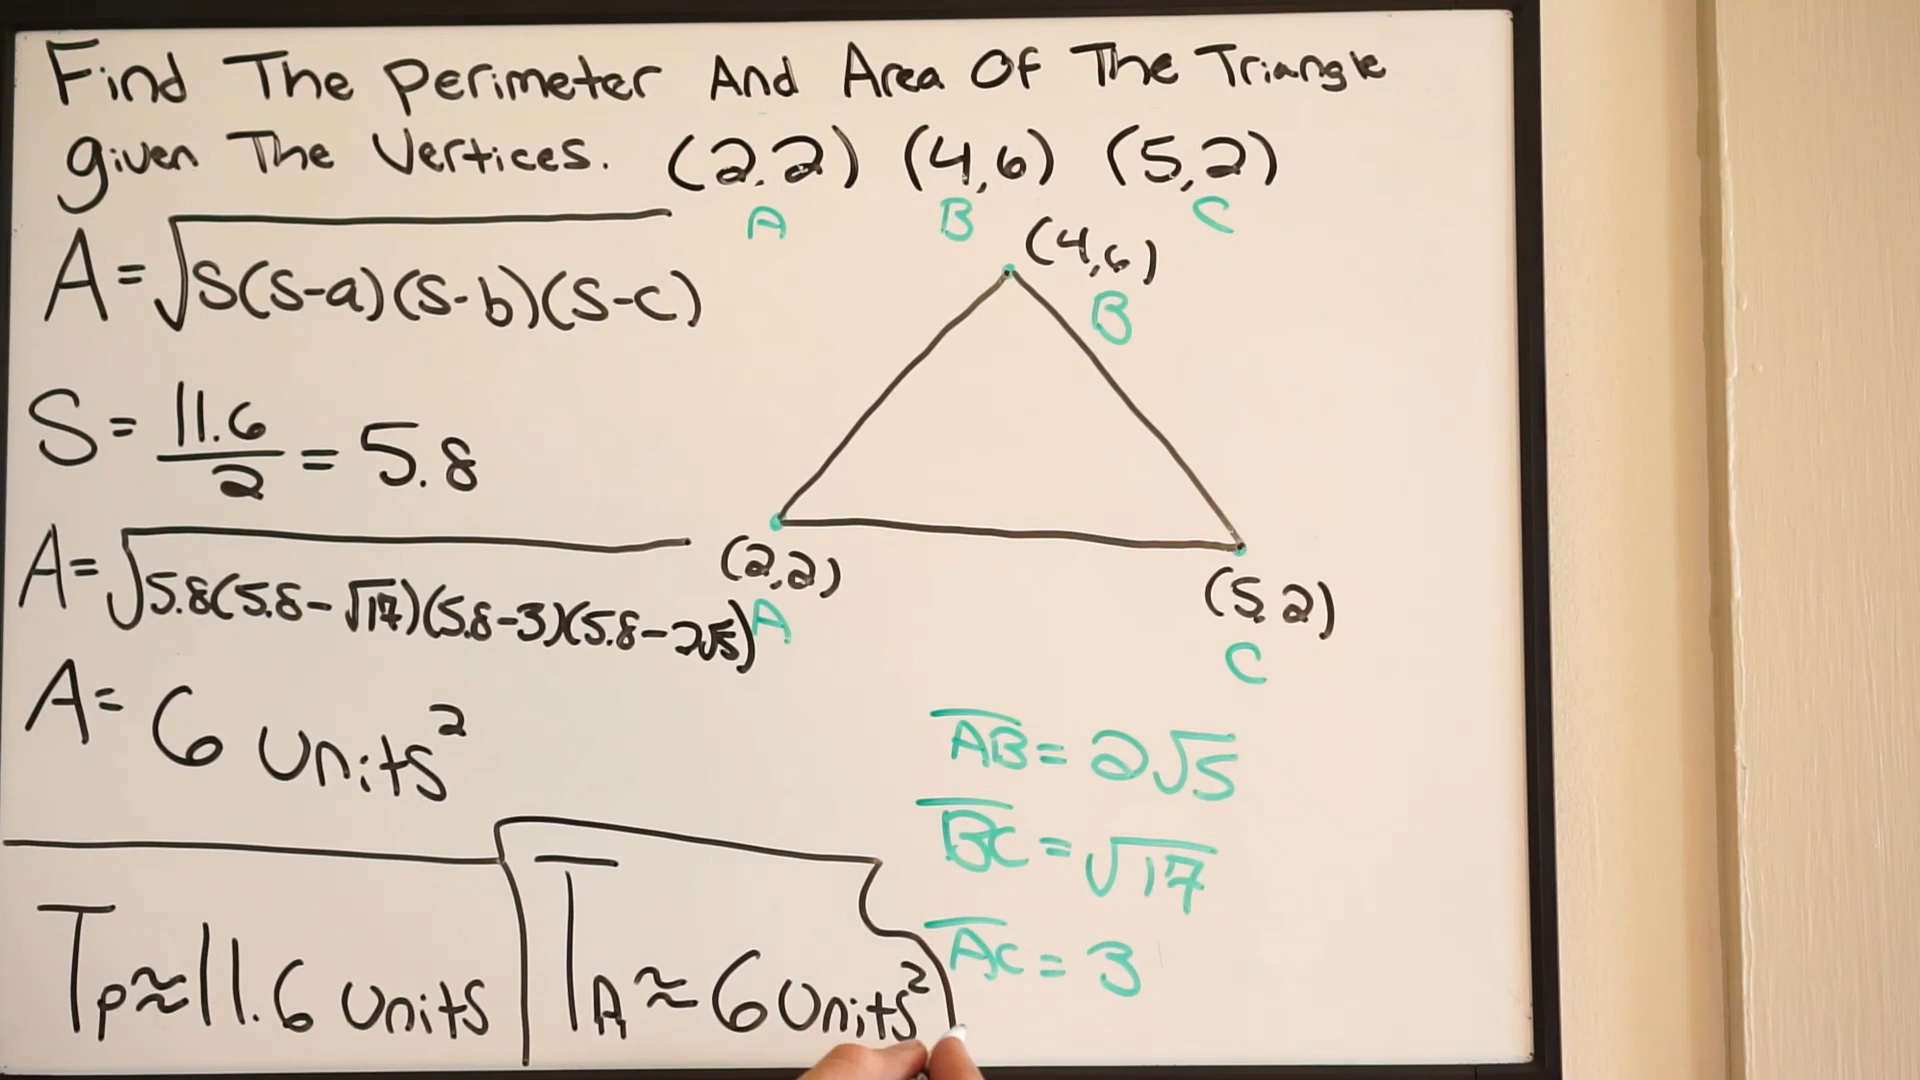 Find The Perimeter And Area Of The Triangle
given The Vertices. (2,2) (4,6) (5,2)
A B C
A=√S(S-a)(S-b)(S-c)
(4,6)
B
S= 11.6/2 = 5.8
A=√5.8(5.8-√17)(5.8-3)(5.8-2√5)
(2,2)
A
(5,2)
C
A= 6 units²
AB = 2√5
BC = √17
AC = 3
Tp≈11.6 units
TA≈6 units²